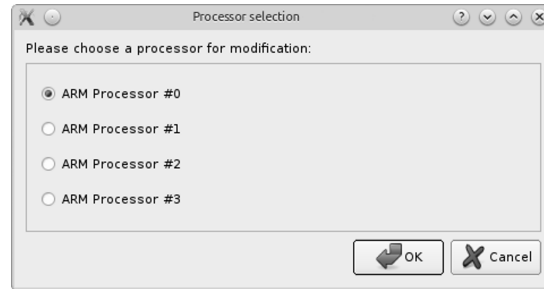 Processor selection
Please choose a processor for modification:
ARM Processor #0
ARM Processor #1
ARM Processor #2
ARM Processor #3
OK
Cancel